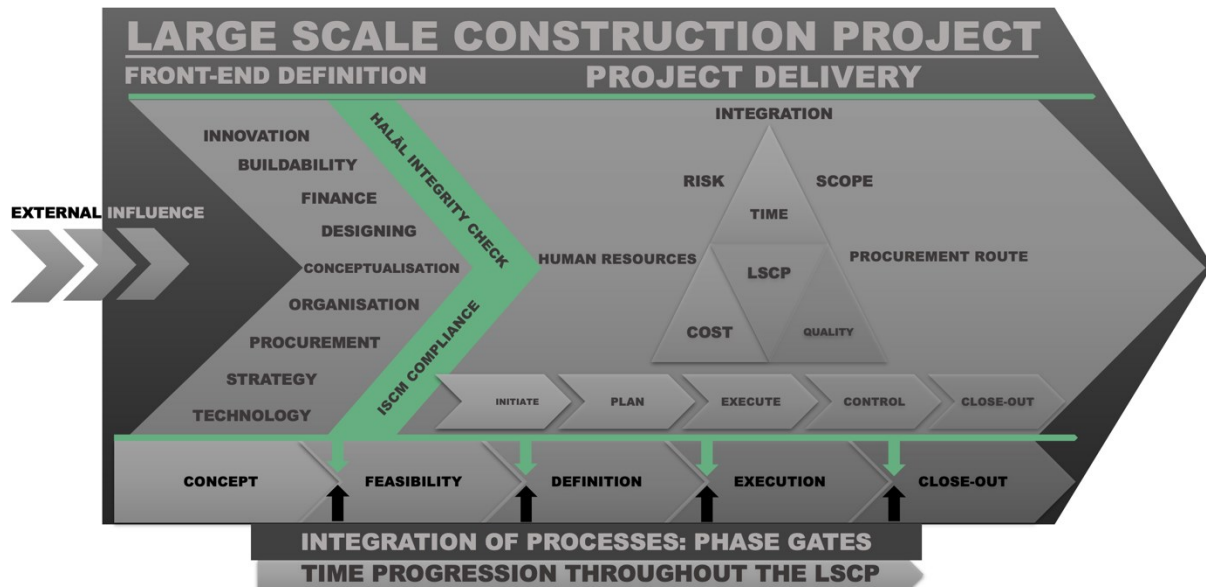 LARGE SCALE CONSTRUCTION PROJECT
FRONT-END DEFINITION
PROJECT DELIVERY
INNOVATION
BUILDABILITY
FINANCE
DESIGNING
CONCEPTUALISATION
ORGANISATION
PROCUREMENT
STRATEGY
TECHNOLOGY
EXTERNAL INFLUENCE
HALĀL INTEGRITY CHECK
ISCM COMPLIANCE
INTEGRATION
RISK
SCOPE
TIME
HUMAN RESOURCES
LSCP
PROCUREMENT ROUTE
COST
QUALITY
INITIATE
PLAN
EXECUTE
CONTROL
CLOSE-OUT
CONCEPT
FEASIBILITY
DEFINITION
EXECUTION
CLOSE-OUT
INTEGRATION OF PROCESSES: PHASE GATES
TIME PROGRESSION THROUGHOUT THE LSCP